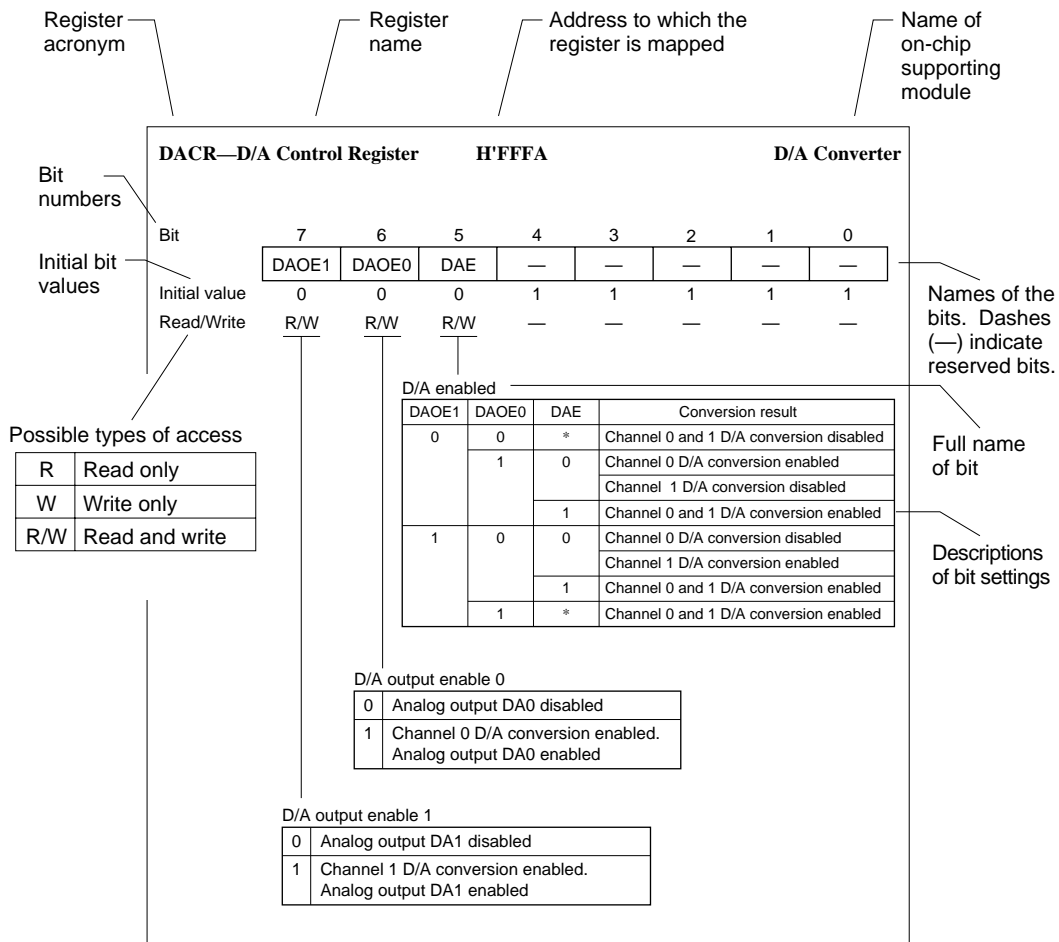 Register
acronym
Register
name
Address to which the
register is mapped
Name of
on-chip
supporting
module
DACR—D/A Control Register H'FFFA D/A Converter
Bit
numbers
Bit 7 6 5 4 3 2 1 0
DAOE1 DAOE0 DAE — — — — —
Initial bit
values
Initial value 0 0 0 1 1 1 1 1
Read/Write R/W R/W R/W — — — — —
Names of the
bits. Dashes
(—) indicate
reserved bits.
D/A enabled
DAOE1 DAOE0 DAE Conversion result
0 0 * Channel 0 and 1 D/A conversion disabled
1 0 Channel 0 D/A conversion enabled
Channel 1 D/A conversion disabled
1 Channel 0 and 1 D/A conversion enabled
1 0 0 Channel 0 D/A conversion disabled
Channel 1 D/A conversion enabled
1 Channel 0 and 1 D/A conversion enabled
1 * Channel 0 and 1 D/A conversion enabled
Full name
of bit
Descriptions
of bit settings
Possible types of access
R Read only
W Write only
R/W Read and write
D/A output enable 0
0 Analog output DA0 disabled
1 Channel 0 D/A conversion enabled.
Analog output DA0 enabled
D/A output enable 1
0 Analog output DA1 disabled
1 Channel 1 D/A conversion enabled.
Analog output DA1 enabled